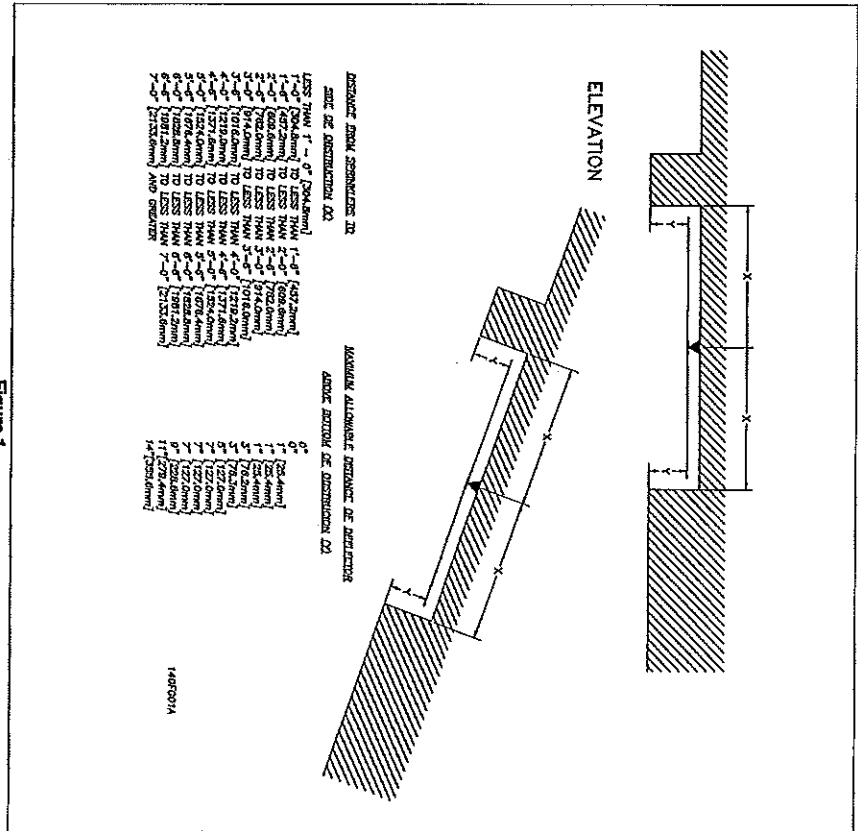 ELEVATION
X X
Y Y
X X
Y Y
DISTANCE FROM SPRINKLERS TO
SIDE OF OBSTRUCTION (X)
MAXIMUM ALLOWABLE DISTANCE OF DEFLECTOR
ABOVE BOTTOM OF OBSTRUCTION (Y)
LESS THAN 1' - 0" [304.8mm] 0"
1'-0" [304.8mm] TO LESS THAN 1'-6" [457.2mm] 0"
1'-6" [457.2mm] TO LESS THAN 2'-0" [609.6mm] 1" [25.4mm]
2'-0" [609.6mm] TO LESS THAN 2'-6" [762.0mm] 1" [25.4mm]
2'-6" [762.0mm] TO LESS THAN 3'-0" [914.0mm] 1" [25.4mm]
3'-0" [914.0mm] TO LESS THAN 3'-6" [1016.0mm] 3" [76.2mm]
3'-6" [1016.0mm] TO LESS THAN 4'-0" [1219.2mm] 3" [76.2mm]
4'-0" [1219.0mm] TO LESS THAN 4'-6" [1371.6mm] 5" [127.0mm]
4'-6" [1371.6mm] TO LESS THAN 5'-0" [1524.0mm] 7" [127.0mm]
5'-0" [1524.0mm] TO LESS THAN 5'-6" [1676.4mm] 7" [127.0mm]
5'-6" [1676.4mm] TO LESS THAN 6'-0" [1828.8mm] 7" [127.0mm]
6'-0" [1828.8mm] TO LESS THAN 6'-6" [1981.2mm] 9" [228.6mm]
6'-6" [1981.2mm] TO LESS THAN 7'-0" [2133.6mm] 11" [279.4mm]
7'-0" [2133.6mm] AND GREATER 14" [355.6mm]
140F001A
Figure 1